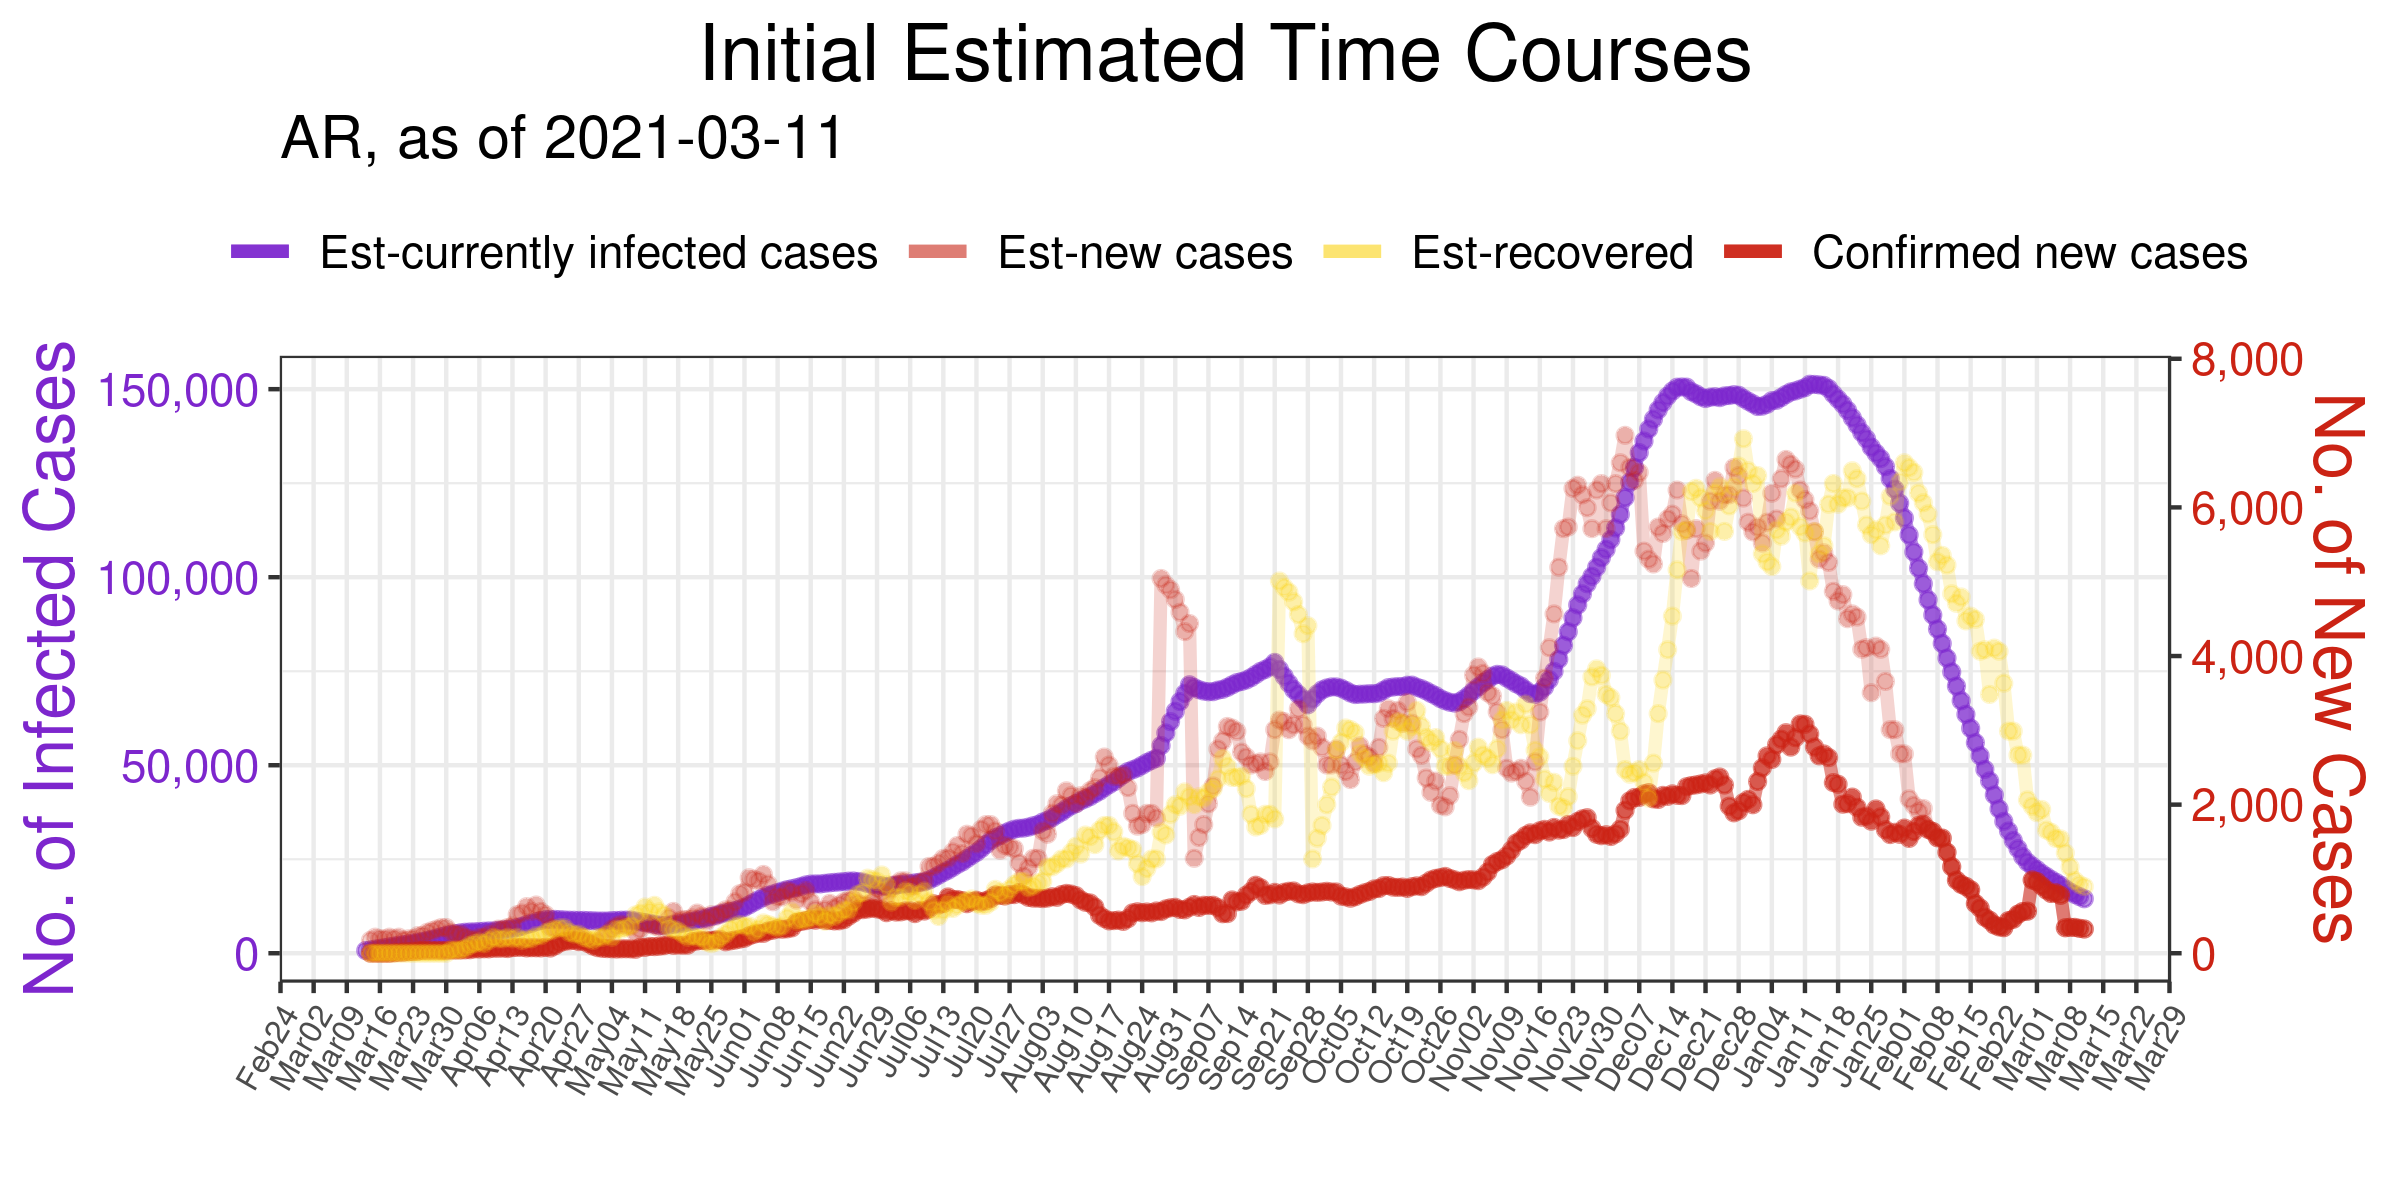 Initial Estimated Time Courses
AR, as of 2021-03-11
Est-currently infected cases Est-new cases Est-recovered Confirmed new cases
No. of Infected Cases
150,000
100,000
50,000
0
8,000
6,000
4,000
2,000
0
No. of New Cases
Feb24 Mar02 Mar09 Mar16 Mar23 Mar30 Apr06 Apr13 Apr20 Apr27 May04 May11 May18 May25 Jun01 Jun08 Jun15 Jun22 Jun29 Jul06 Jul13 Jul20 Jul27 Aug03 Aug10 Aug17 Aug24 Aug31 Sep07 Sep14 Sep21 Sep28 Oct05 Oct12 Oct19 Oct26 Nov02 Nov09 Nov16 Nov23 Nov30 Dec07 Dec14 Dec21 Dec28 Jan04 Jan11 Jan18 Jan25 Feb01 Feb08 Feb15 Feb22 Mar01 Mar08 Mar15 Mar22 Mar29